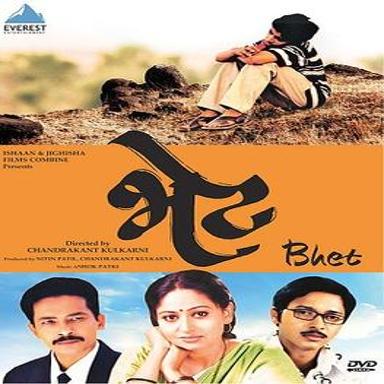 EVEREST
ENTERTAINMENT
ISHAAN & JIGHISHA
FILMS COMBINE
Presents
भेट
Bhet
Directed by
CHANDRAKANT KULKARNI
Produced by NITIN PATIL, CHANDRAKANT KULKARNI
Music ASHOK PATKI
DVD